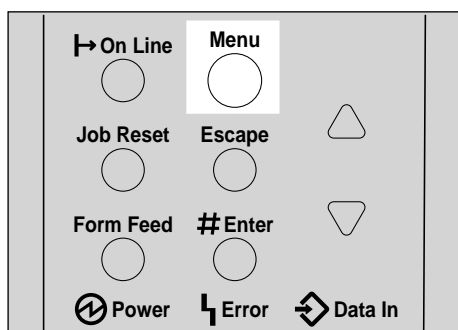 On Line Menu
Job Reset Escape
Form Feed # Enter
Power Error Data In